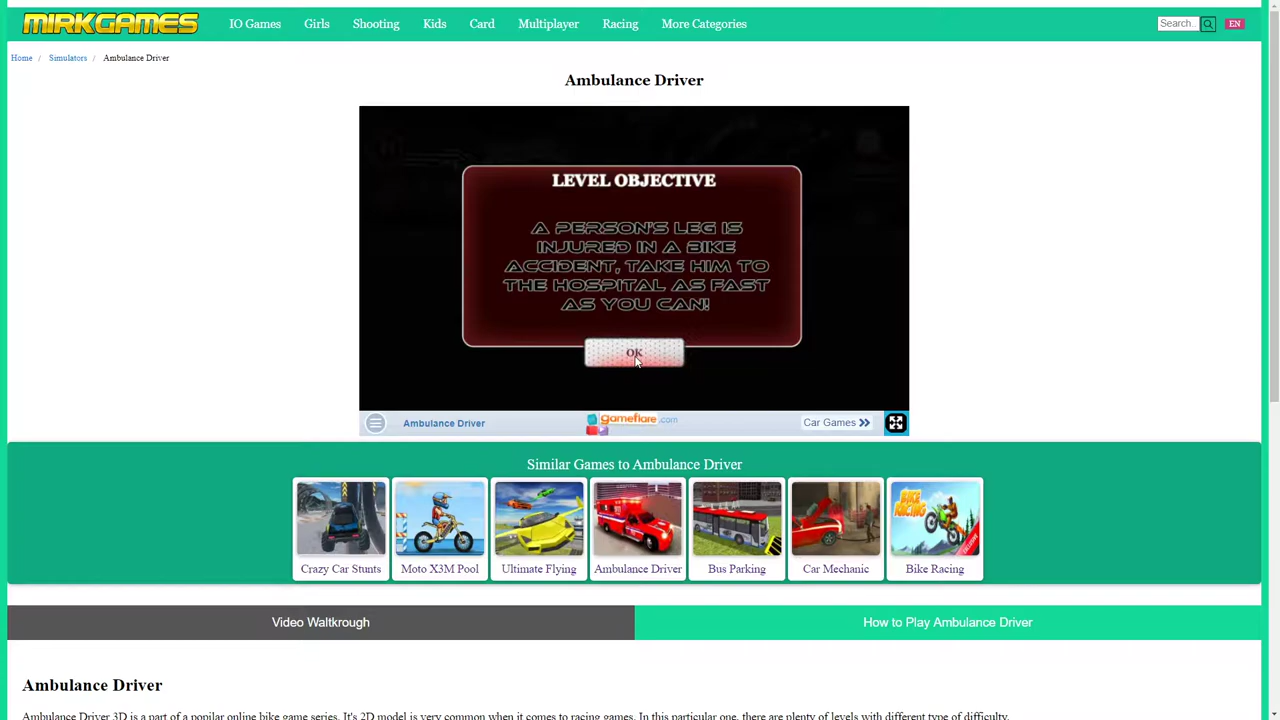 MIRKGAMES
IO Games
Girls
Shooting
Kids
Card
Multiplayer
Racing
More Categories
Search..
EN
Home / Simulators / Ambulance Driver
Ambulance Driver
LEVEL OBJECTIVE
A PERSON'S LEG IS
INJURED IN A BIKE
ACCIDENT, TAKE HIM TO
THE HOSPITAL AS FAST
AS YOU CAN!
OK
Ambulance Driver
gameflare.com
Car Games
Similar Games to Ambulance Driver
Crazy Car Stunts
Moto X3M Pool
Ultimate Flying
Ambulance Driver
Bus Parking
BIKE
RACING
Car Mechanic
Bike Racing
Video Waltkrough
How to Play Ambulance Driver
Ambulance Driver
Ambulance Driver 3D is a part of a popilar online bike game series. It's 2D model is very common when it comes to racing games. In this particular one, there are plenty of levels with different type of difficulty.